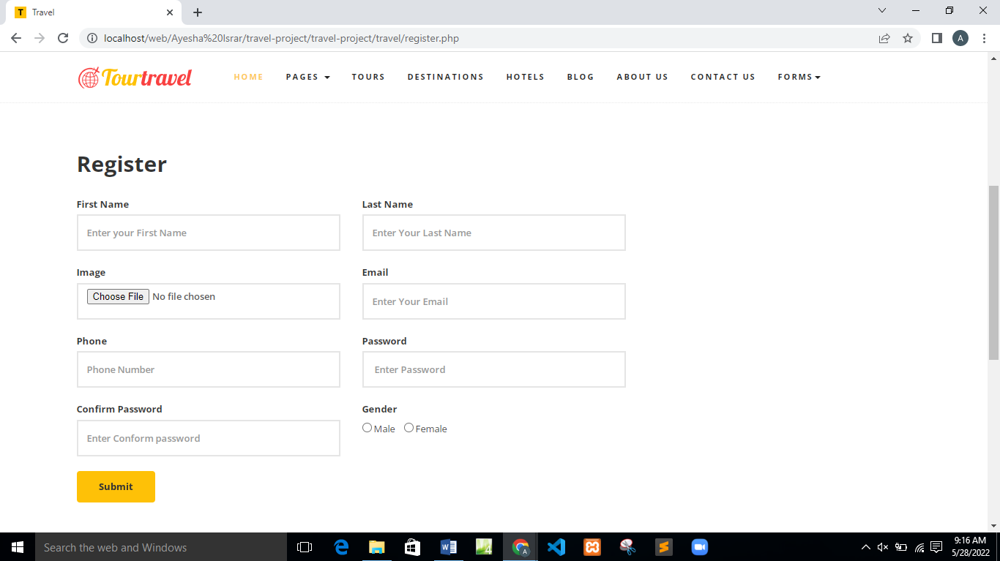 T Travel
localhost/web/Ayesha%20Israr/travel-project/travel-project/travel/register.php
A
Tourtravel HOME PAGES TOURS DESTINATIONS HOTELS BLOG ABOUT US CONTACT US FORMS
Register
First Name Last Name
Enter your First Name Enter Your Last Name
Image Email
Choose File No file chosen Enter Your Email
Phone Password
Phone Number Enter Password
Confirm Password Gender
Male Female
Enter Conform password
Submit
Search the web and Windows
9:16 AM
5/28/2022